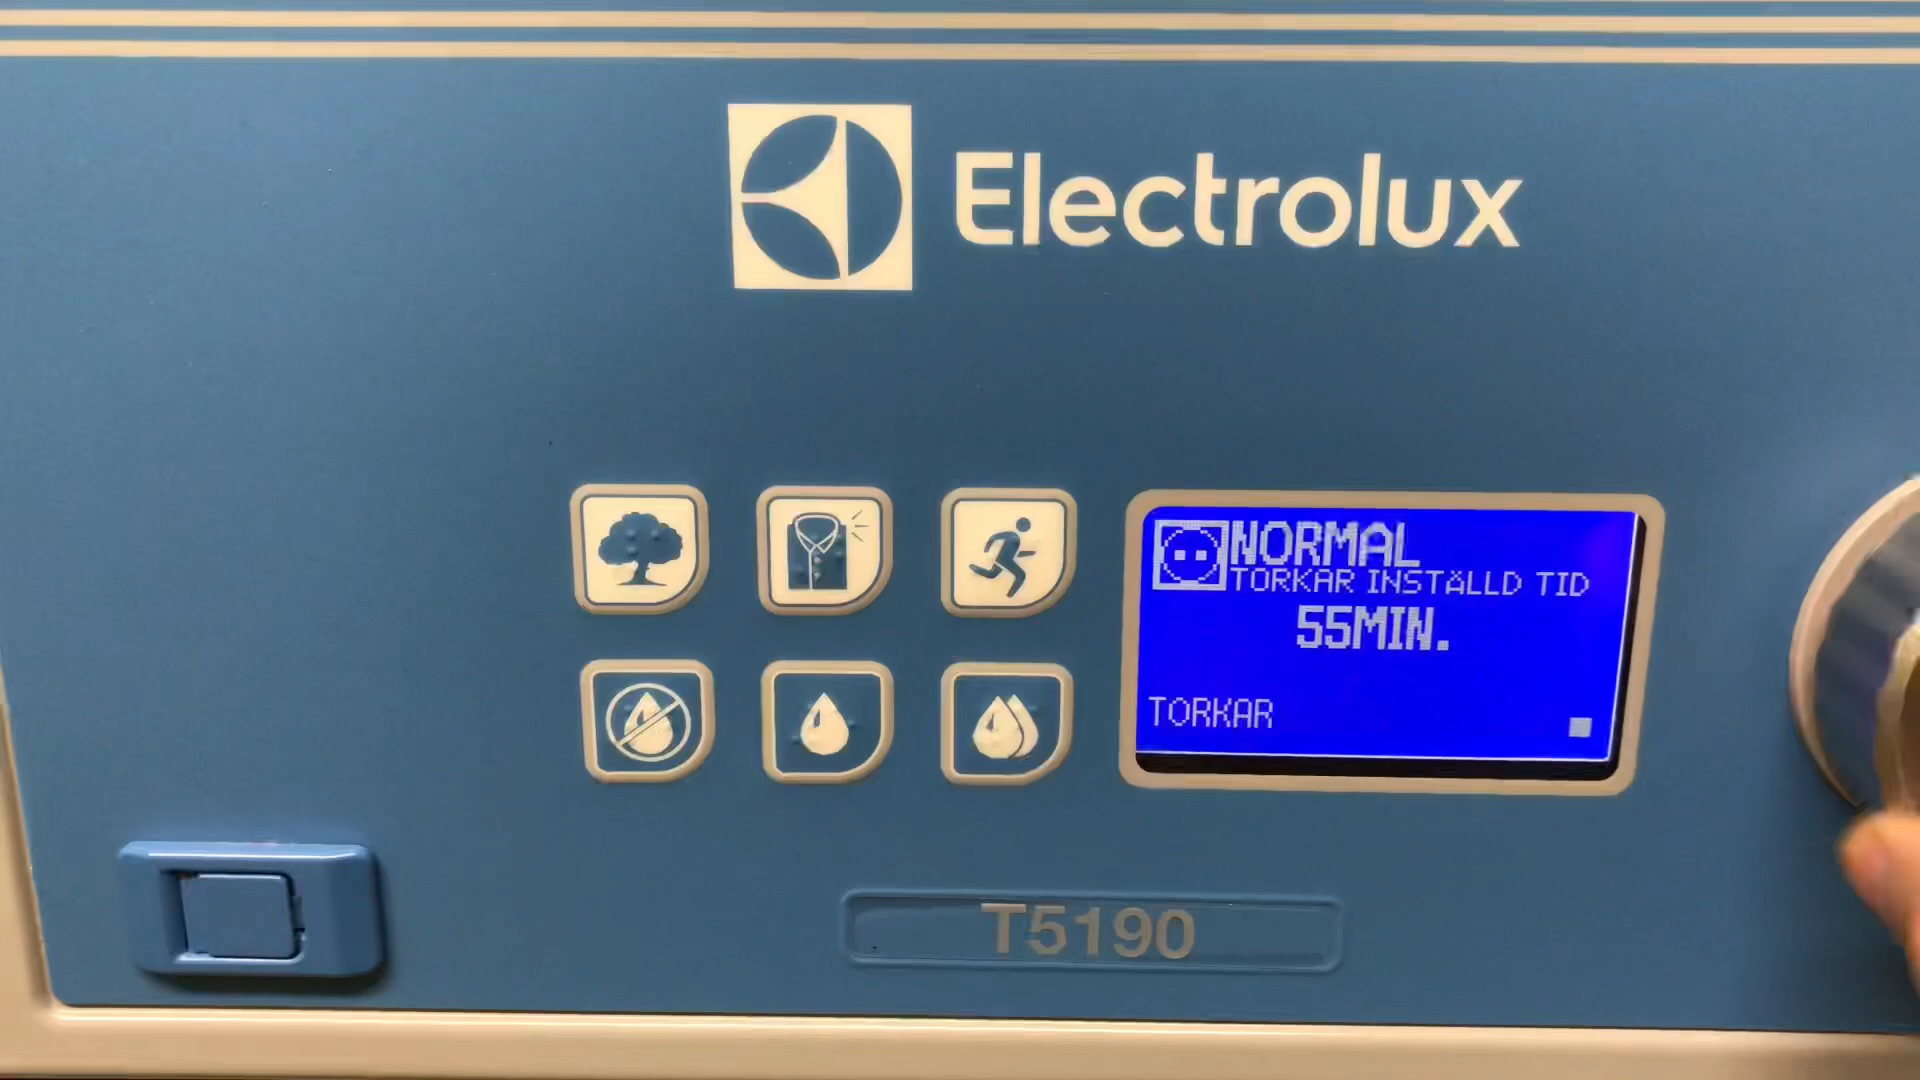 Electrolux
NORMAL
TORKAR INSTÄLLD TID
55MIN.
TORKAR
T5190